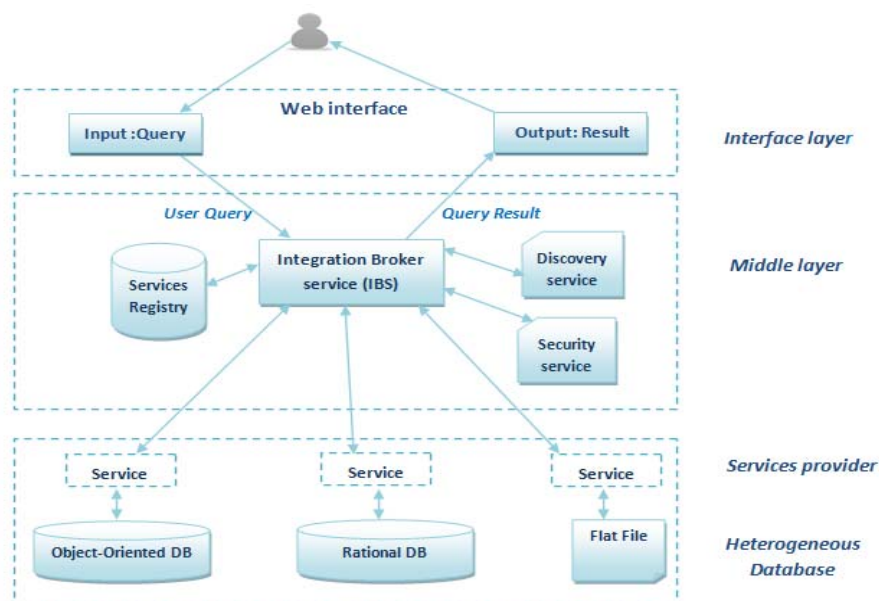 Web interface
Input :Query
Output: Result
Interface layer
User Query
Query Result
Integration Broker
service (IBS)
Services
Registry
Discovery
service
Middle layer
Security
service
Service
Service
Service
Services provider
Object-Oriented DB
Rational DB
Flat File
Heterogeneous
Database